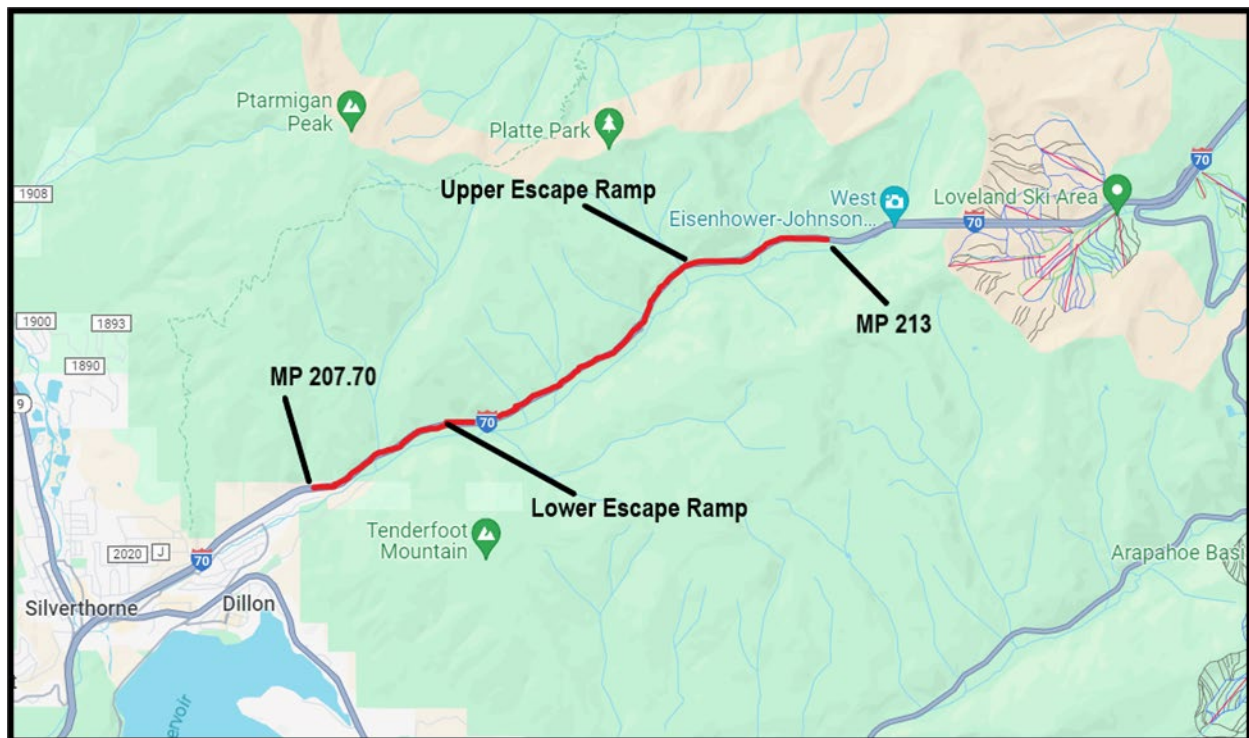 Ptarmigan
Peak
Platte Park
1908
Upper Escape Ramp
West
Eisenhower-Johnson...
70
Loveland Ski Area
70
MP 213
1900
1893
1890
9
MP 207.70
70
Lower Escape Ramp
Tenderfoot
Mountain
Arapahoe Basi
2020
J
70
Silverthorne
Dillon
ervoir